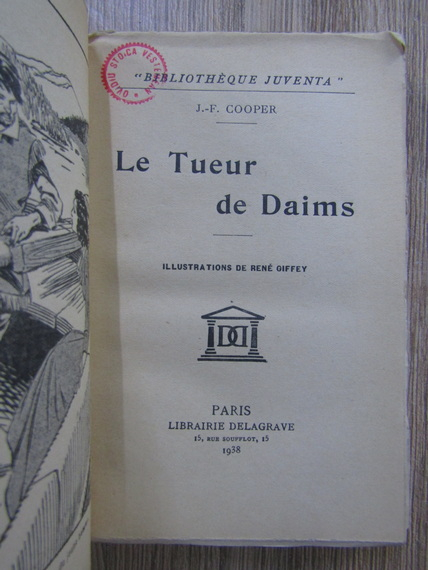 "BIBLIOTHÈQUE JUVENTA"
J.-F. COOPER
Le Tueur
de Daims
ILLUSTRATIONS DE RENÉ GIFFEY
PARIS
LIBRAIRIE DELAGRAVE
15, RUE SOUFFLOT, 15
1938